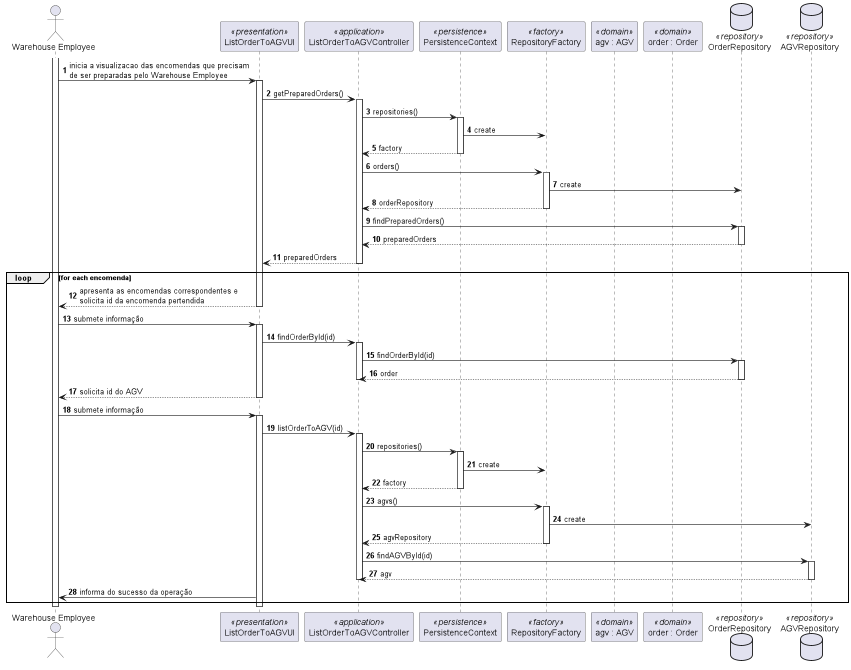 Warehouse Employee
«presentation»
ListOrderToAGVUI
«application»
ListOrderToAGVController
«persistence»
PersistenceContext
«factory»
RepositoryFactory
«domain»
agv : AGV
«domain»
order : Order
«repository»
OrderRepository
«repository»
AGVRepository
1 inicia a visualizacao das encomendas que precisam
de ser preparadas pelo Warehouse Employee
2 getPreparedOrders()
3 repositories()
4 create
5 factory
6 orders()
7 create
8 orderRepository
9 findPreparedOrders()
10 preparedOrders
11 preparedOrders
loop [for each encomenda]
12 apresenta as encomendas correspondentes e
solicita id da encomenda pertendida
13 submete informação
14 findOrderById(id)
15 findOrderById(id)
16 order
17 solicita id do AGV
18 submete informação
19 listOrderToAGV(id)
20 repositories()
21 create
22 factory
23 agvs()
24 create
25 agvRepository
26 findAGVById(id)
27 agv
28 informa do sucesso da operação
Warehouse Employee
«presentation»
ListOrderToAGVUI
«application»
ListOrderToAGVController
«persistence»
PersistenceContext
«factory»
RepositoryFactory
«domain»
agv : AGV
«domain»
order : Order
«repository»
OrderRepository
«repository»
AGVRepository